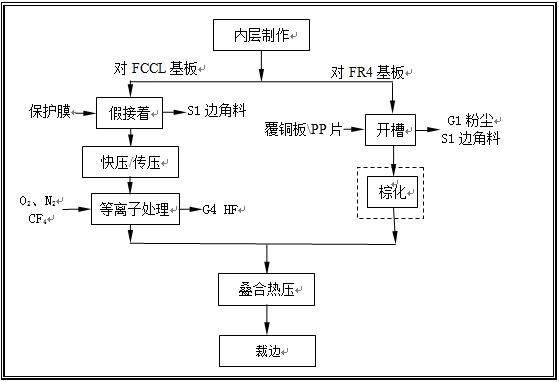 内层制作
对 FCCL 基板
对 FR4 基板
保护膜
假接着
S1 边角料
覆铜板\PP 片
开槽
G1 粉尘
S1 边角料
快压/传压
棕化
O₂、N₂
CF₄
等离子处理
G4 HF
叠合热压
裁边